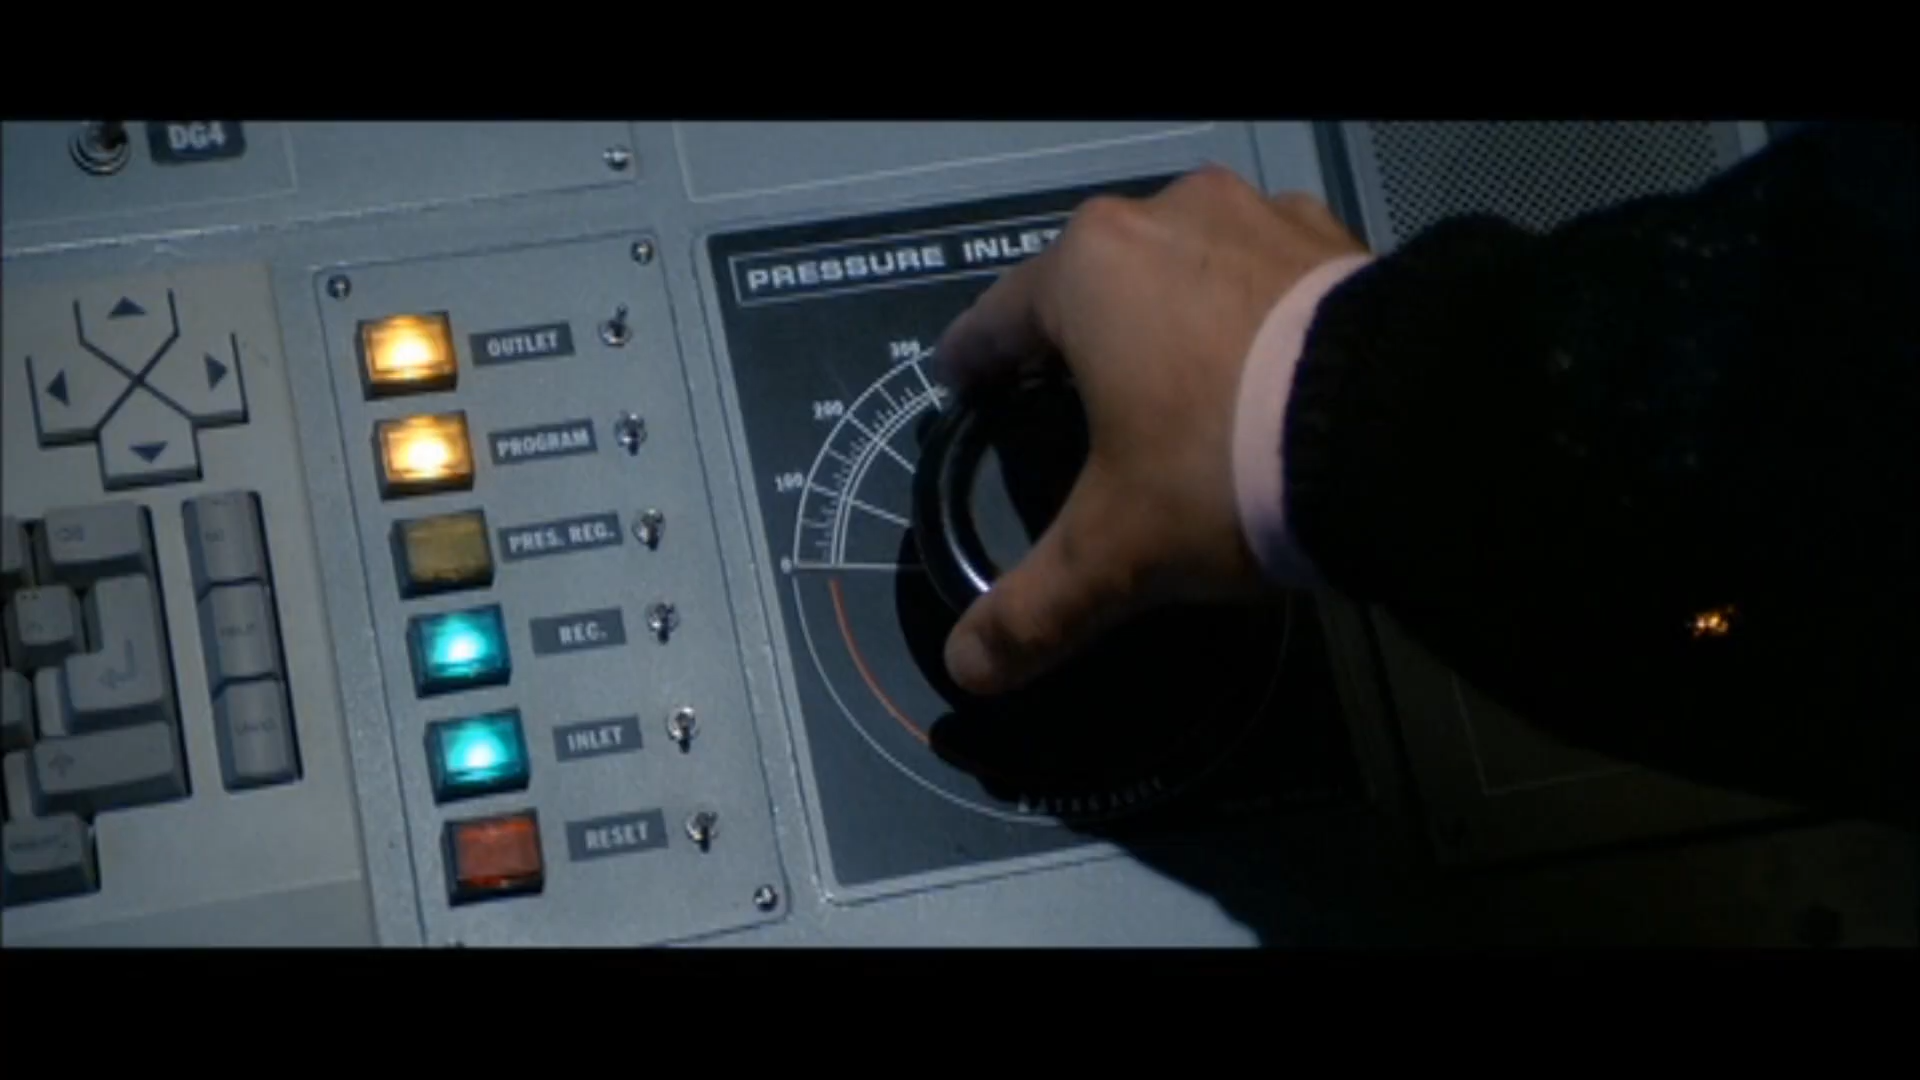 DG4
PRESSURE INLET
OUTLET
PROGRAM
PRES. REG.
REC.
INLET
RESET
300
200
100
0